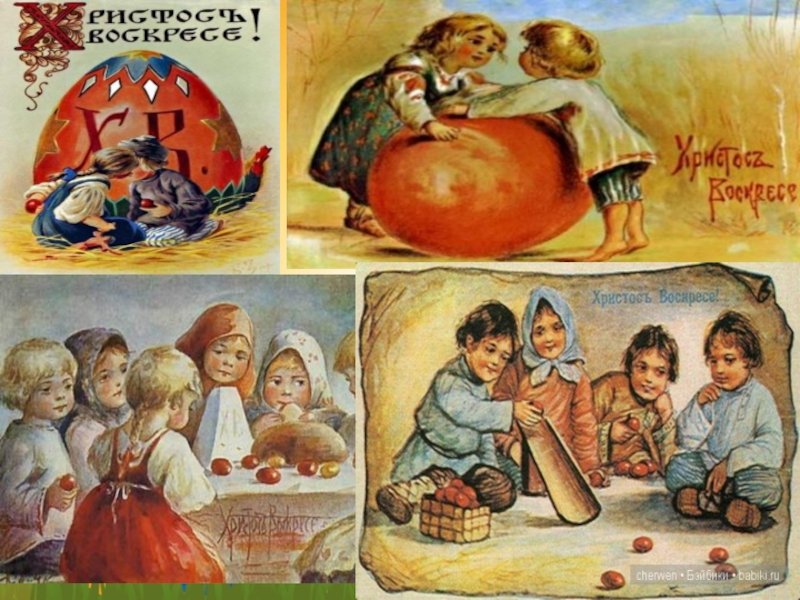 ХРИСТОСЪ
ВОСКРЕСЕ!
Х.В.
Христосъ
Воскресе
Христосъ Воскресе
Христосъ Воскресе!
cherwen • Бэйбики • babiki.ru